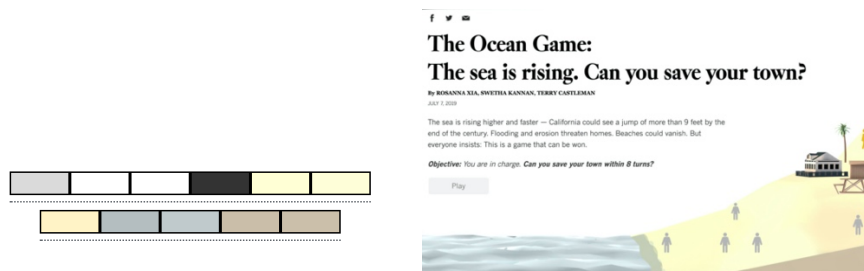 The Ocean Game:
The sea is rising. Can you save your town?
By ROSANNA XIA, SWETHA KANNAN, TERRY CASTLEMAN
JULY 7, 2019
The sea is rising higher and faster — California could see a jump of more than 9 feet by the
end of the century. Flooding and erosion threaten homes. Beaches could vanish. But
everyone insists: This is a game that can be won.
Objective: You are in charge. Can you save your town within 8 turns?
Play